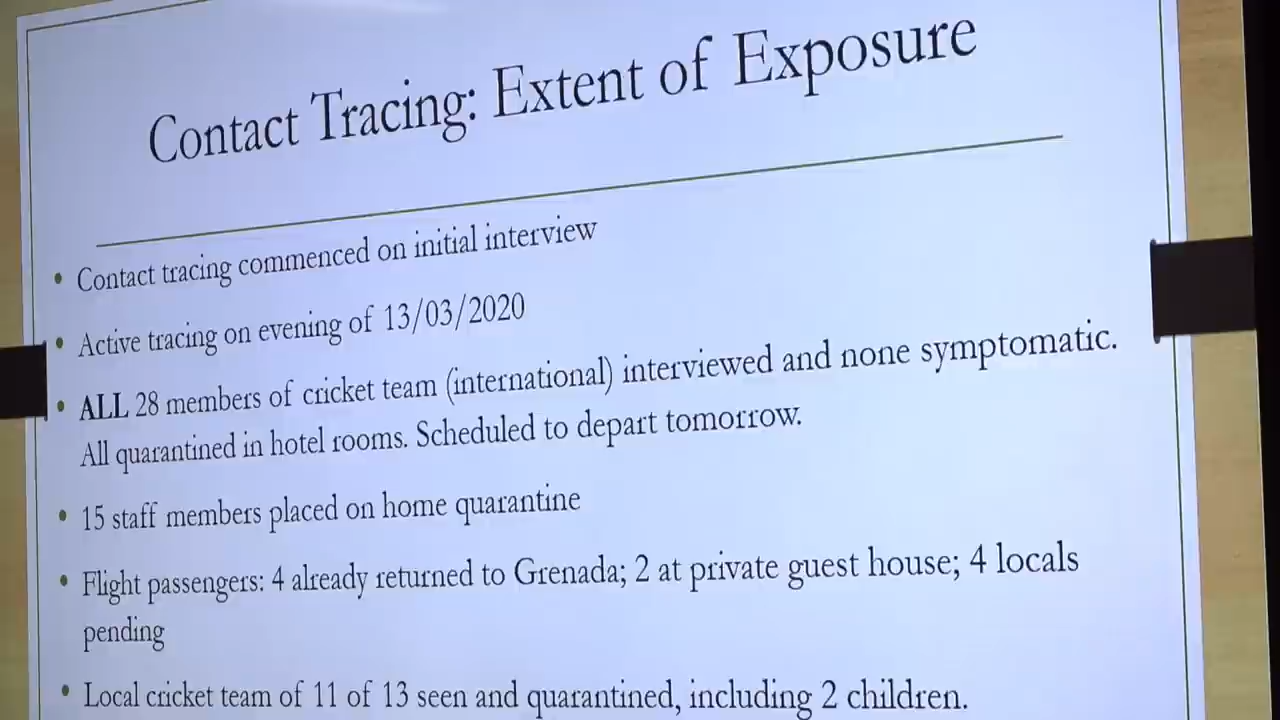 Contact Tracing: Extent of Exposure
• Contact tracing commenced on initial interview
• Active tracing on evening of 13/03/2020
• ALL 28 members of cricket team (international) interviewed and none symptomatic.
All quarantined in hotel rooms. Scheduled to depart tomorrow.
• 15 staff members placed on home quarantine
• Flight passengers: 4 already returned to Grenada; 2 at private guest house; 4 locals
pending
• Local cricket team of 11 of 13 seen and quarantined, including 2 children.